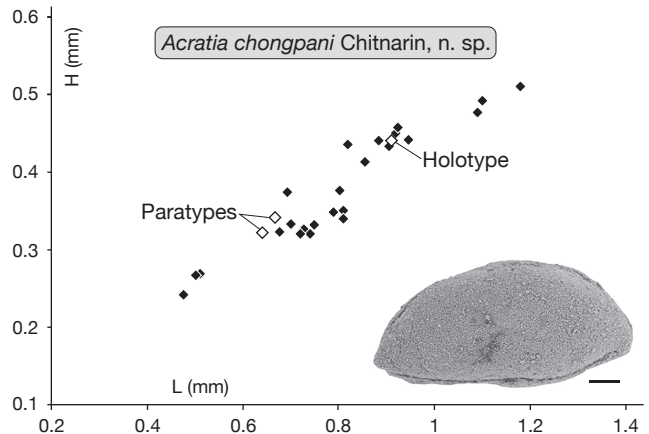 0.6
H (mm)
Acratia chongpani Chitnarin, n. sp.
0.5
0.4
Holotype
Paratypes
0.3
0.2
L (mm)
0.1
0.2 0.4 0.6 0.8 1 1.2 1.4